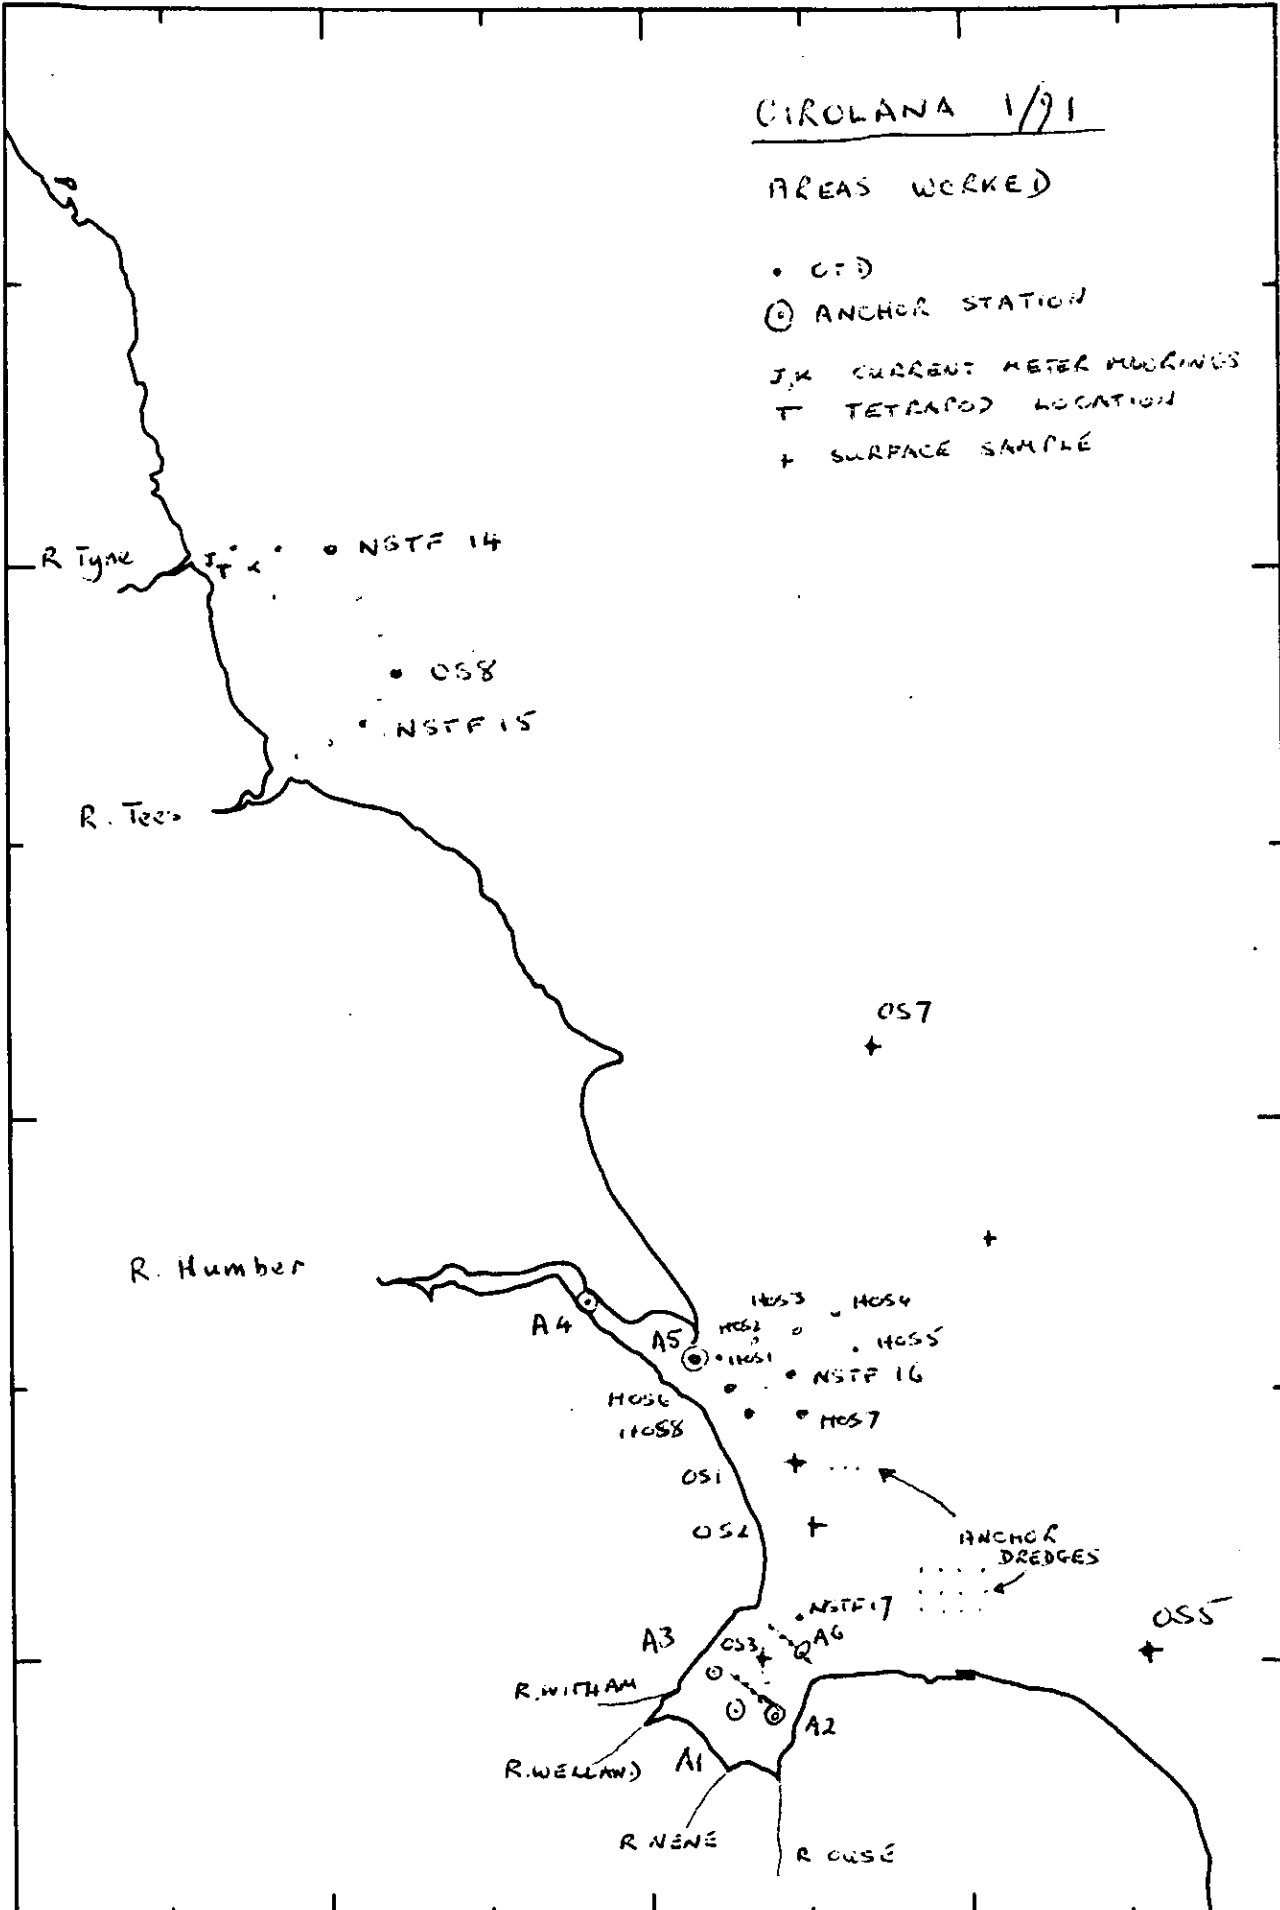 CIROLANA 1/91
AREAS WORKED
• CTD
⊙ ANCHOR STATION
J,K CURRENT METER MOORINGS
T TETRAPOD LOCATION
+ SURFACE SAMPLE
R Tyne
J
T K
NSTF 14
OS8
NSTF 15
R. Tees
OS7
R. Humber
A4
A5
HOS3
HOS4
HOS2
HOS1
HOS5
NSTF 16
HOS6
HOS8
HOS7
OS1
OS2
ANCHOR
DREDGES
NSTF17
A6
OS3
OS5
A3
R. WITHAM
R. WELLAND
A1
A2
R NENE
R OUSE